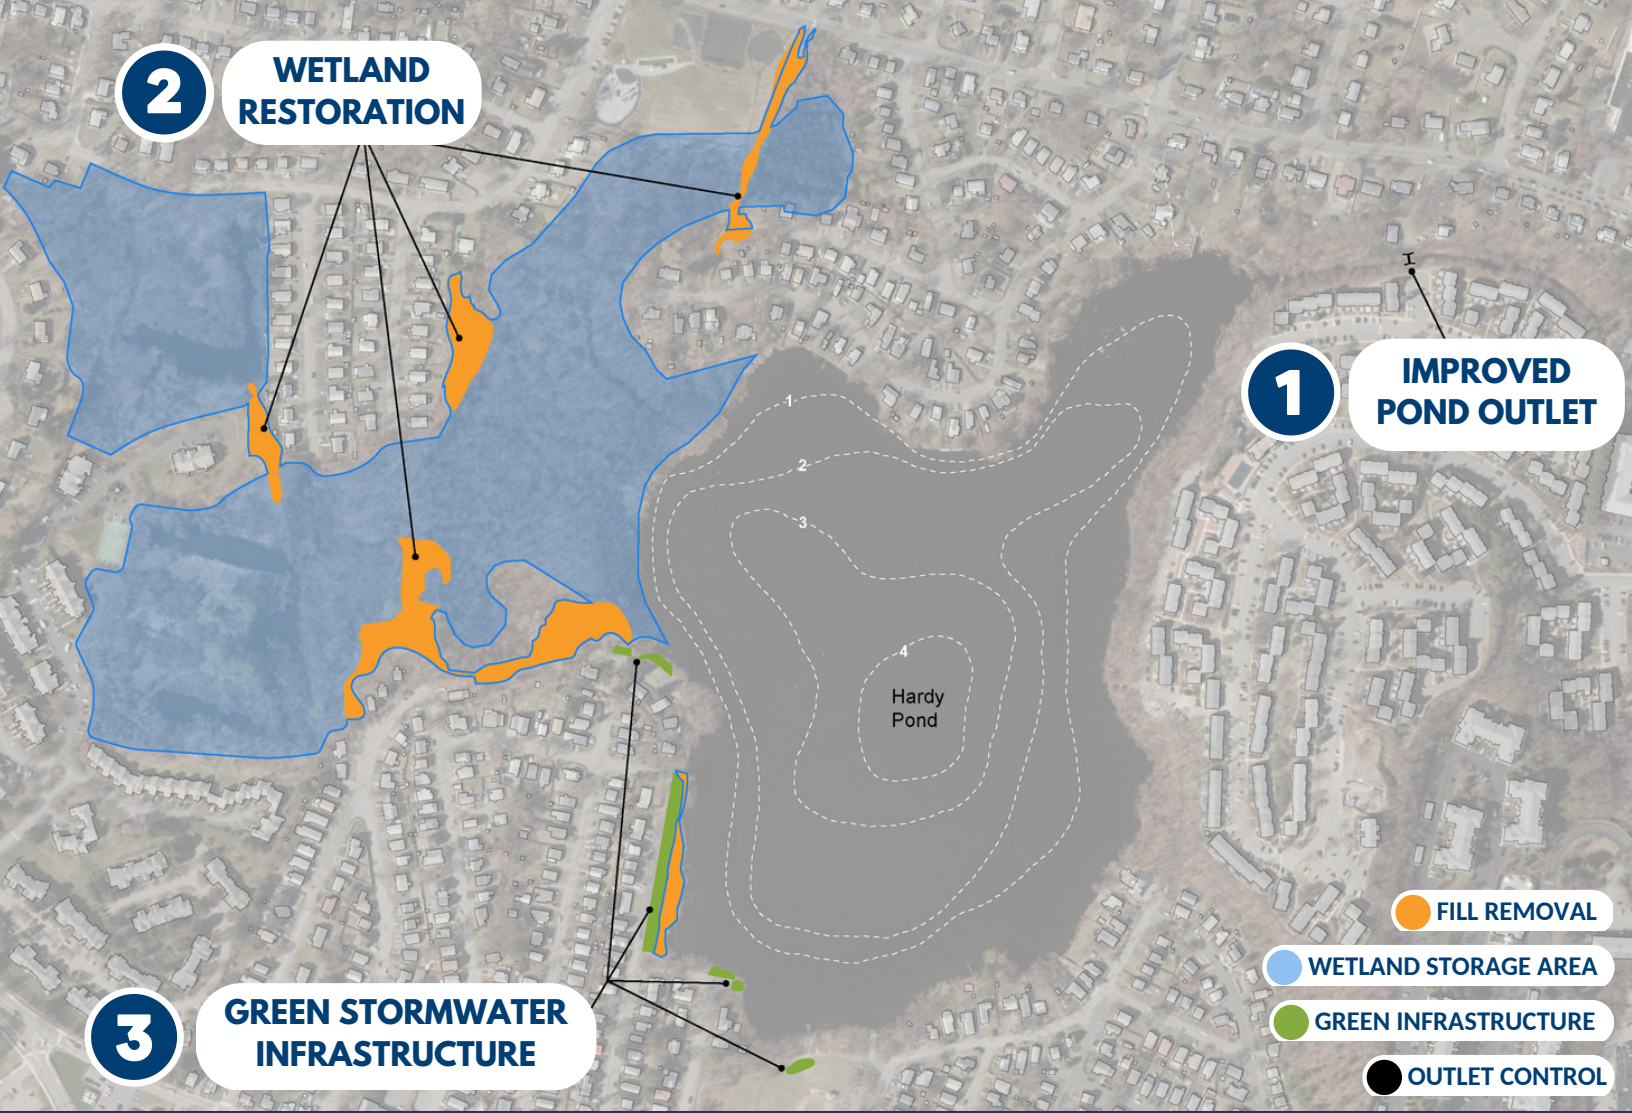 2
WETLAND
RESTORATION
1
IMPROVED
POND OUTLET
1
2
3
4
Hardy
Pond
3
GREEN STORMWATER
INFRASTRUCTURE
FILL REMOVAL
WETLAND STORAGE AREA
GREEN INFRASTRUCTURE
OUTLET CONTROL